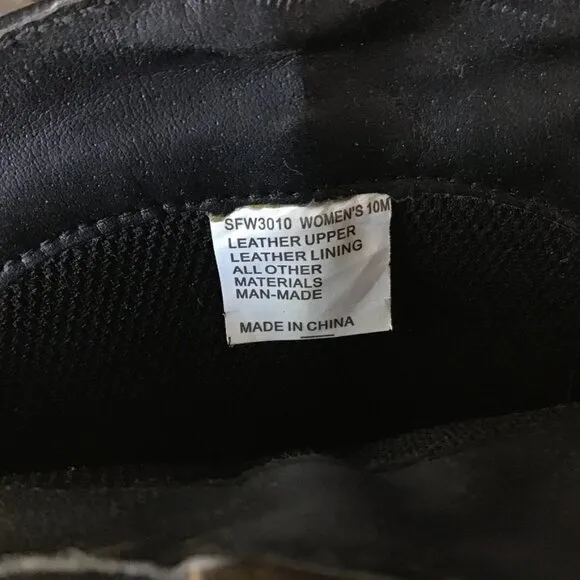 SFW3010 WOMEN'S 10M
LEATHER UPPER
LEATHER LINING
ALL OTHER
MATERIALS
MAN-MADE
MADE IN CHINA